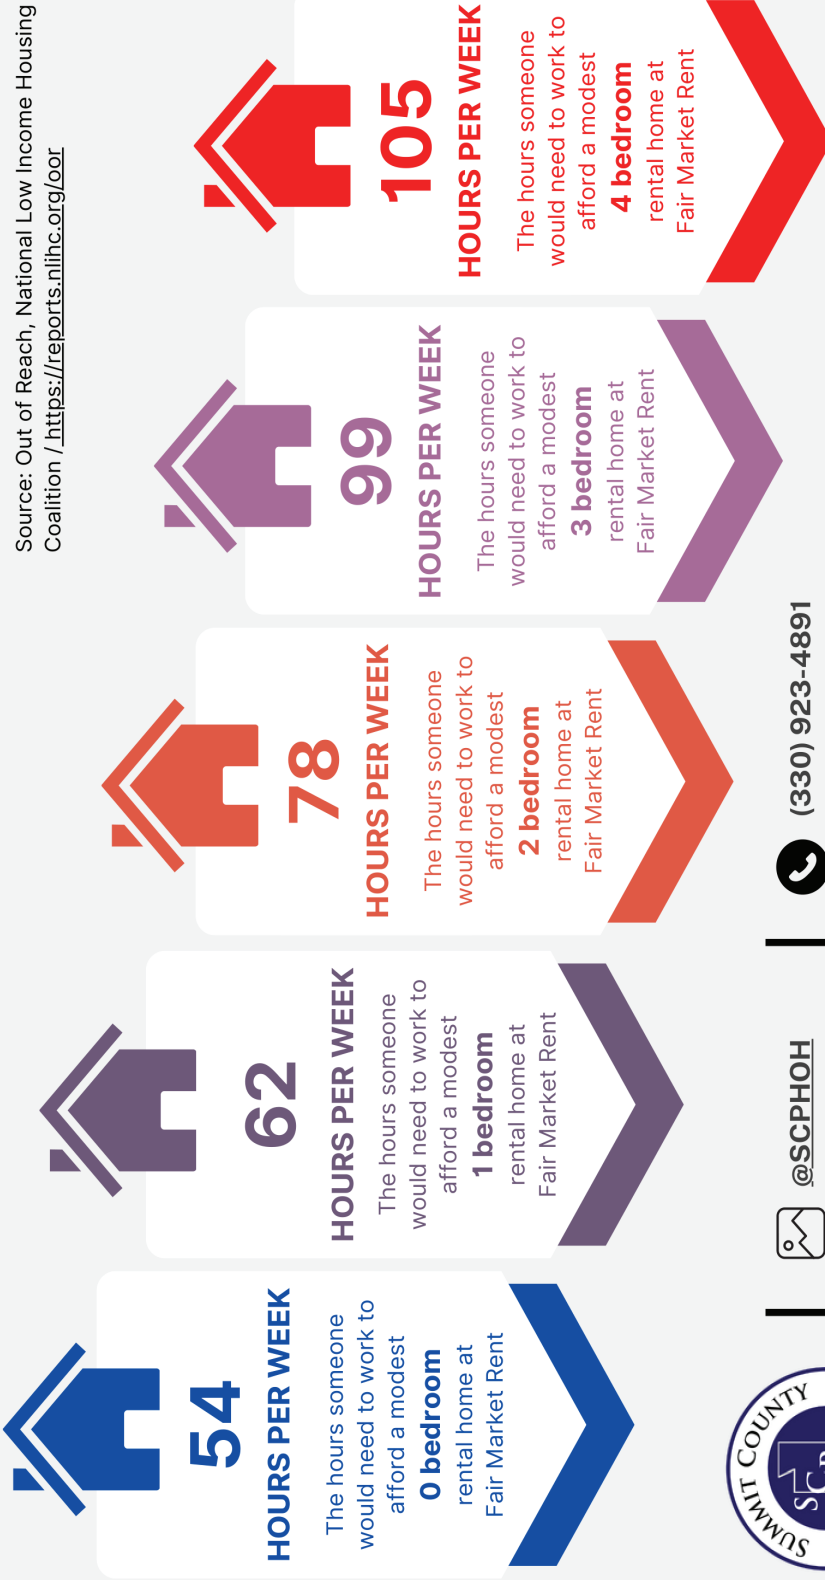 Source: Out of Reach, National Low Income Housing
Coalition / https://reports.nlihc.org/oor
54
HOURS PER WEEK
The hours someone
would need to work to
afford a modest
0 bedroom
rental home at
Fair Market Rent
62
HOURS PER WEEK
The hours someone
would need to work to
afford a modest
1 bedroom
rental home at
Fair Market Rent
78
HOURS PER WEEK
The hours someone
would need to work to
afford a modest
2 bedroom
rental home at
Fair Market Rent
99
HOURS PER WEEK
The hours someone
would need to work to
afford a modest
3 bedroom
rental home at
Fair Market Rent
105
HOURS PER WEEK
The hours someone
would need to work to
afford a modest
4 bedroom
rental home at
Fair Market Rent
SUMMIT COUNTY
@SCPHOH
(330) 923-4891